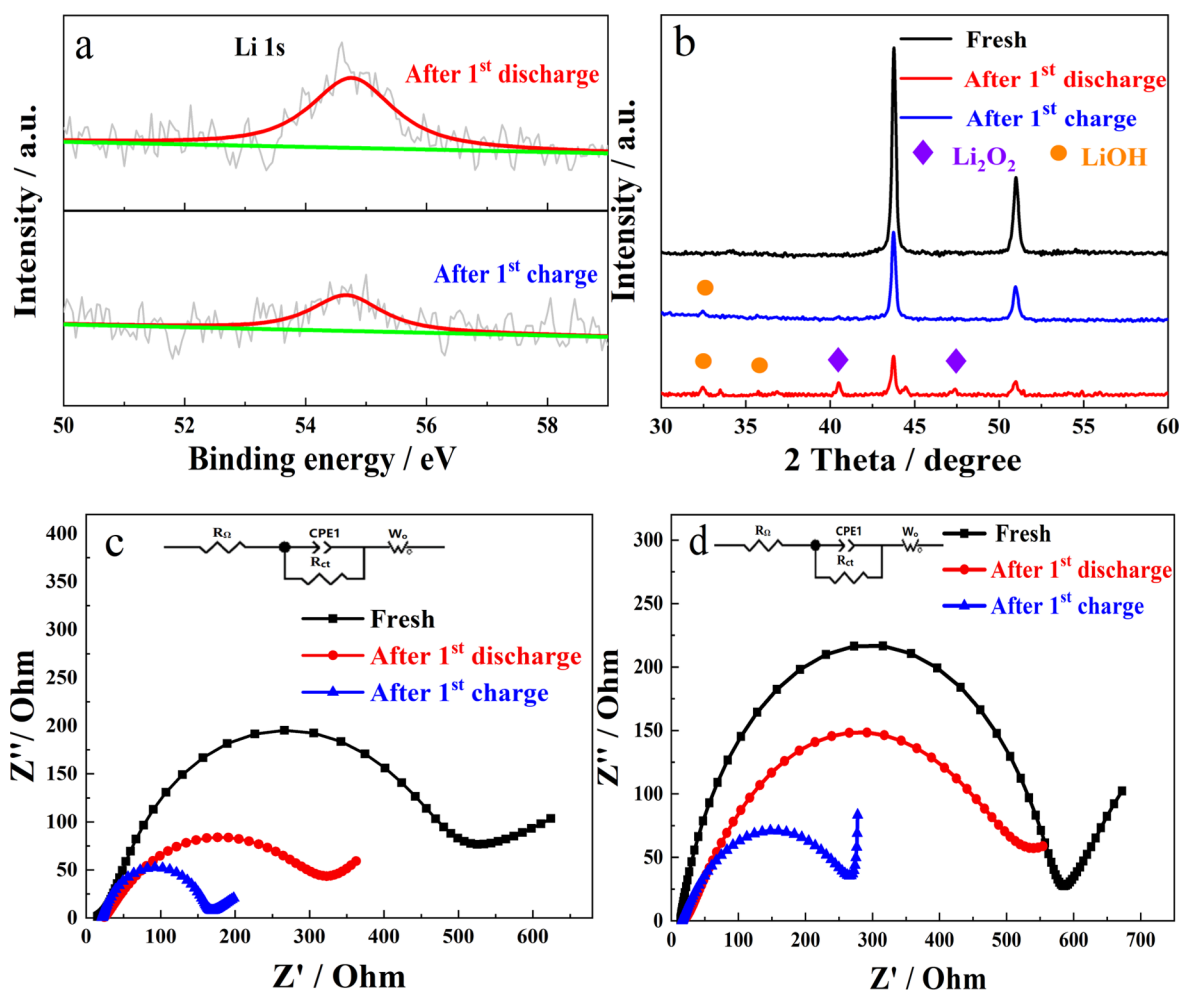 a
Li 1s
After 1st discharge
After 1st charge
Intensity / a.u.
Intensity / a.u.
50 52 54 56 58
Binding energy / eV
b
Fresh
After 1st discharge
After 1st charge
Li2O2 LiOH
Intensity / a.u.
30 35 40 45 50 55 60
2 Theta / degree
c
RΩ CPE1 Wo
Rct
Fresh
After 1st discharge
After 1st charge
400
350
300
250
200
150
100
50
0
Z''/ Ohm
0 100 200 300 400 500 600
Z' / Ohm
d
RΩ CPE1 Wo
Rct
Fresh
After 1st discharge
After 1st charge
300
250
200
150
100
50
0
Z''/ Ohm
0 100 200 300 400 500 600 700
Z' / Ohm